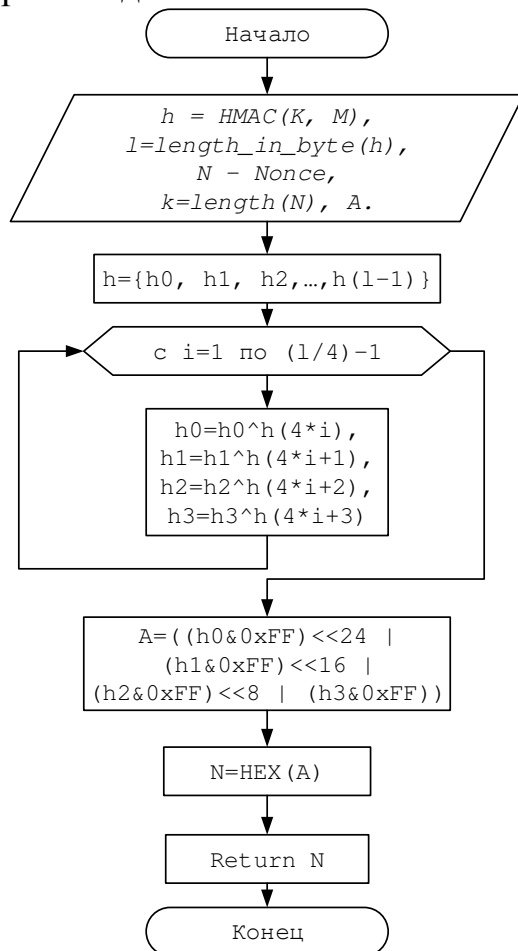 Начало
h = HMAC(K, M),
l=length_in_byte(h),
N – Nonce,
k=length(N), A.
h={h0, h1, h2,…,h(l-1)}
с i=1 по (l/4)-1
h0=h0^h(4*i),
h1=h1^h(4*i+1),
h2=h2^h(4*i+2),
h3=h3^h(4*i+3)
A=((h0&0xFF)<<24 |
(h1&0xFF)<<16 |
(h2&0xFF)<<8 | (h3&0xFF))
N=HEX(A)
Return N
Конец